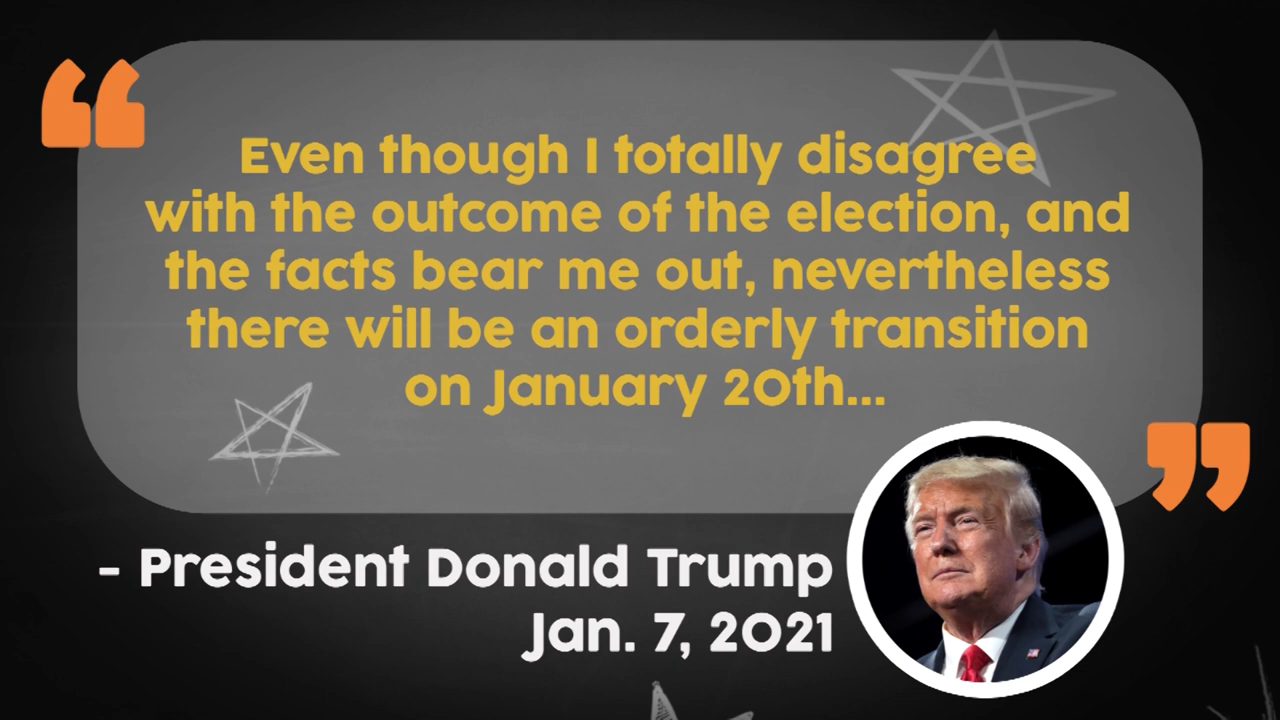 Even though I totally disagree
with the outcome of the election, and
the facts bear me out, nevertheless
there will be an orderly transition
on January 20th...
- President Donald Trump
Jan. 7, 2021